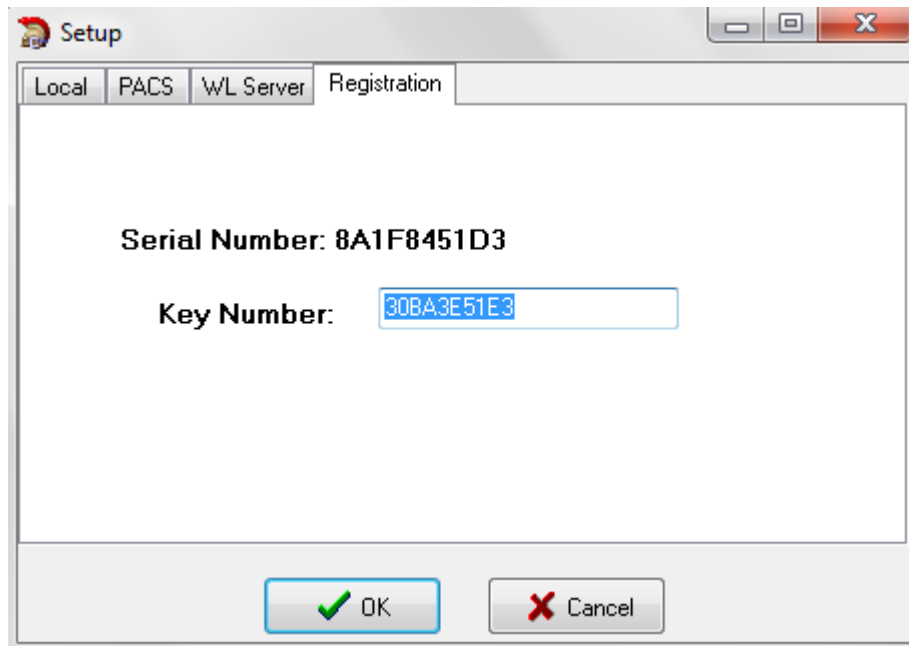 Setup
Local PACS WL Server Registration
Serial Number: 8A1F8451D3
Key Number: 30BA3E51E3
OK Cancel